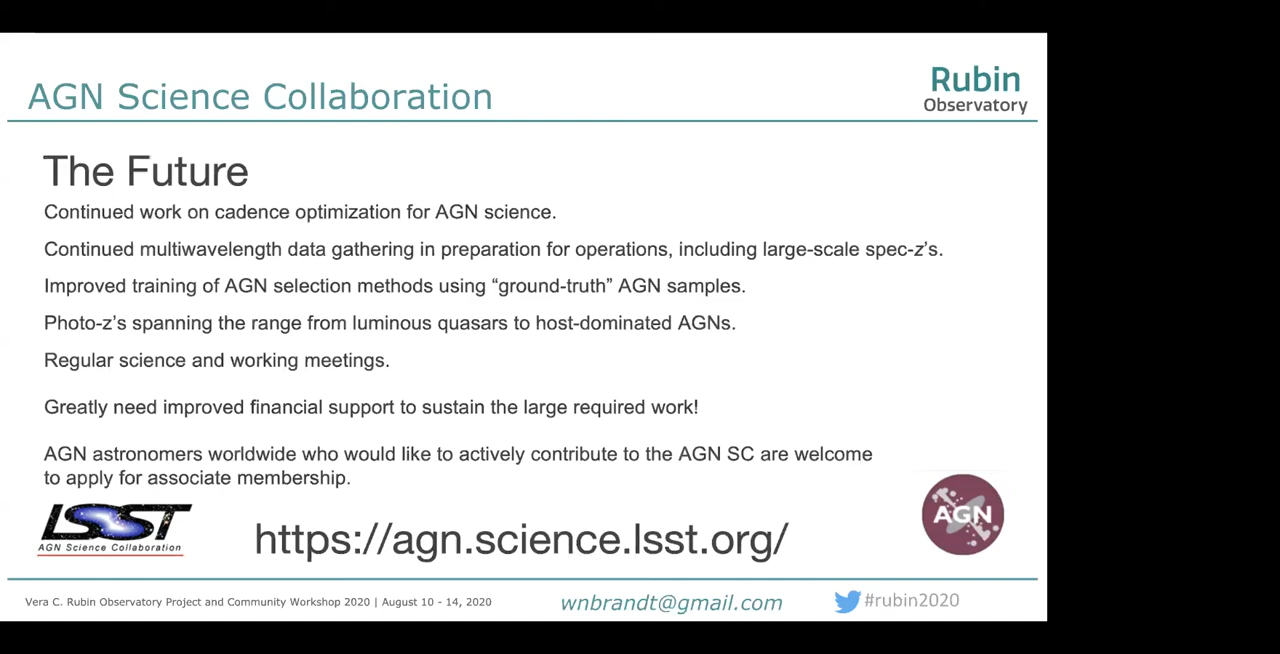 AGN Science Collaboration
Rubin
Observatory
The Future
Continued work on cadence optimization for AGN science.
Continued multiwavelength data gathering in preparation for operations, including large-scale spec-z's.
Improved training of AGN selection methods using “ground-truth” AGN samples.
Photo-z's spanning the range from luminous quasars to host-dominated AGNs.
Regular science and working meetings.
Greatly need improved financial support to sustain the large required work!
AGN astronomers worldwide who would like to actively contribute to the AGN SC are welcome
to apply for associate membership.
LSST
AGN Science Collaboration
https://agn.science.lsst.org/
AGN
Vera C. Rubin Observatory Project and Community Workshop 2020 | August 10 - 14, 2020
wnbrandt@gmail.com
#rubin2020